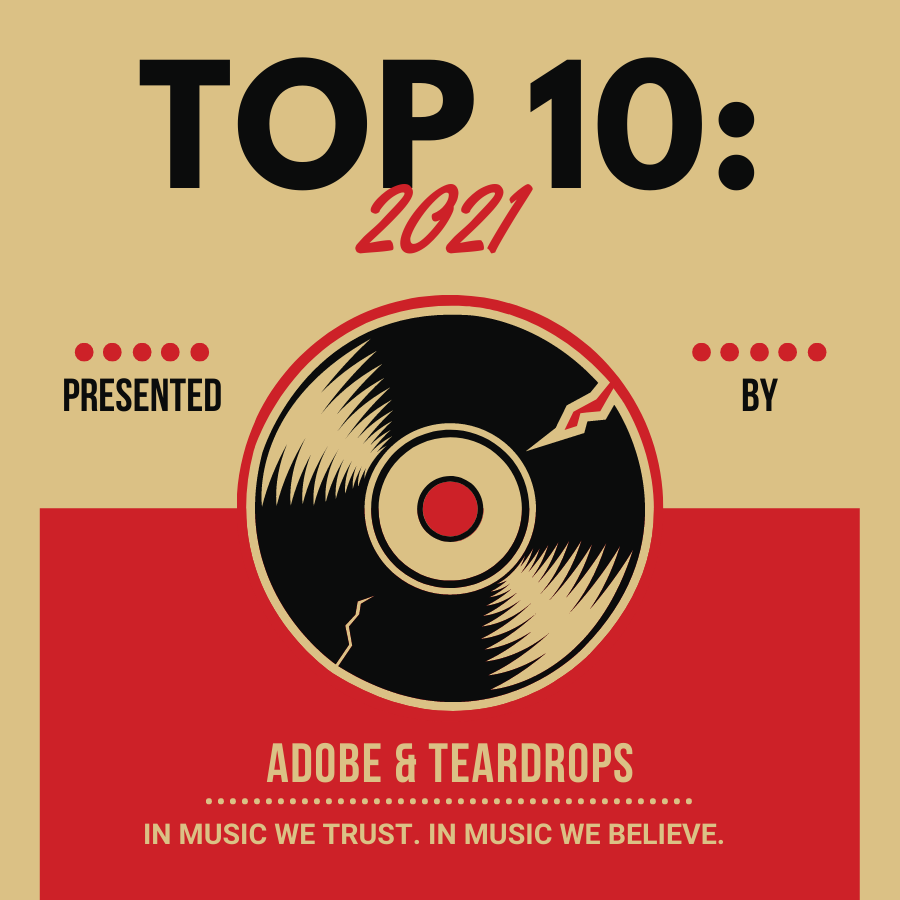 TOP 10:
2021
PRESENTED
BY
ADOBE & TEARDROPS
IN MUSIC WE TRUST. IN MUSIC WE BELIEVE.